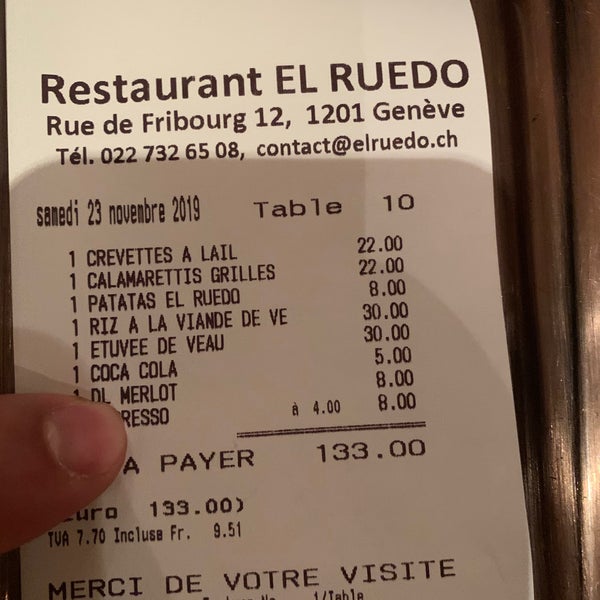 Restaurant EL RUEDO
Rue de Fribourg 12, 1201 Genève
Tél. 022 732 65 08, contact@elruedo.ch
samedi 23 novembre 2019 Table 10
1 CREVETTES A LAIL 22.00
1 CALAMARETTIS GRILLES 22.00
1 PATATAS EL RUEDO 8.00
1 RIZ A LA VIANDE DE VE 30.00
1 ETUVEE DE VEAU 30.00
1 COCA COLA 5.00
1 DL MERLOT 8.00
RESSO à 4.00 8.00
A PAYER 133.00
uro 133.00)
TVA 7.70 Incluse Fr. 9.51
MERCI DE VOTRE VISITE
1/Table